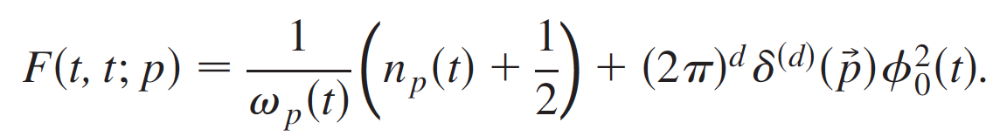 F(t, t; p) = \frac{1}{\omega_p(t)} \left( n_p(t) + \frac{1}{2} \right) + (2\pi)^d \delta^{(d)}(\vec{p}) \phi_0^2(t).